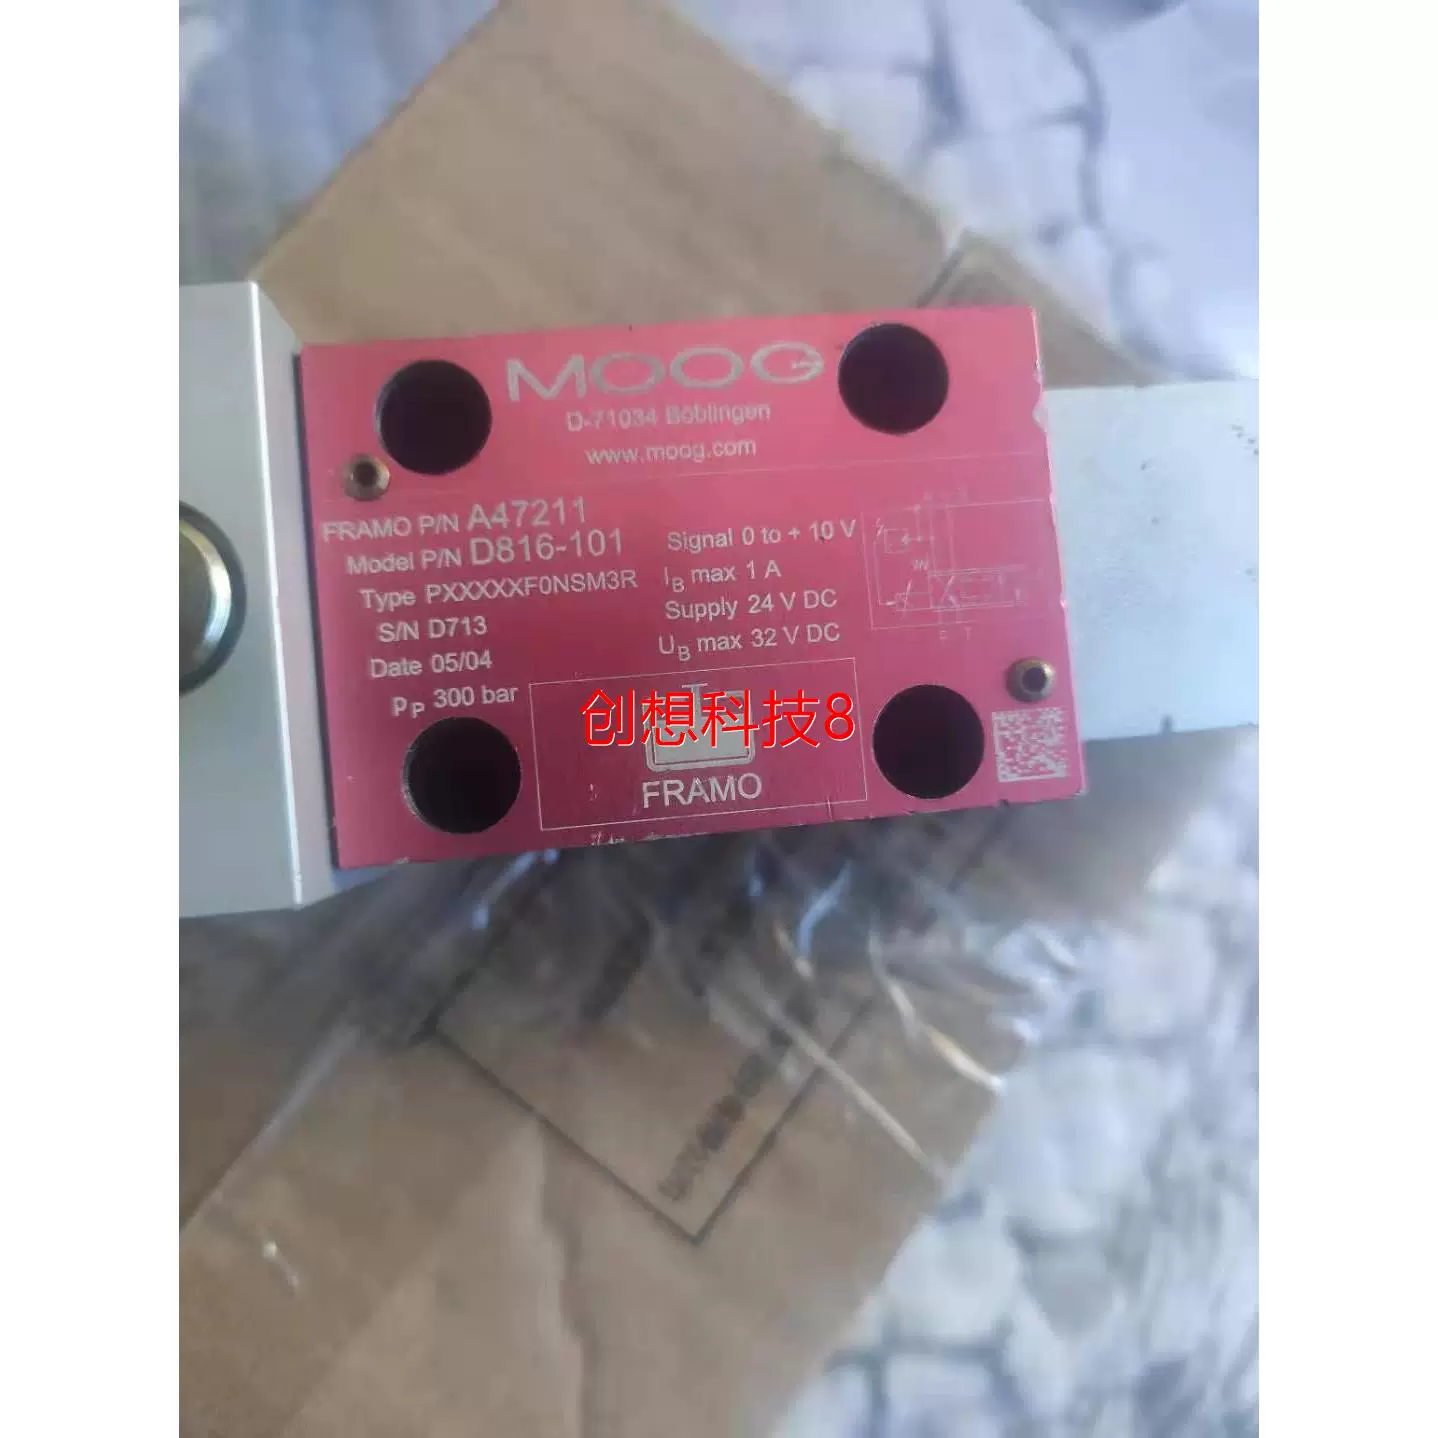 MOOG
D-71034 Böblingen
www.moog.com
FRAMO P/N A47211
Model P/N D816-101
Type PXXXXXF0NSM3R
S/N D713
Date 05/04
pP 300 bar
Signal 0 to + 10 V
IB max 1 A
Supply 24 V DC
UB max 32 V DC
P T
创想科技8
FRAMO